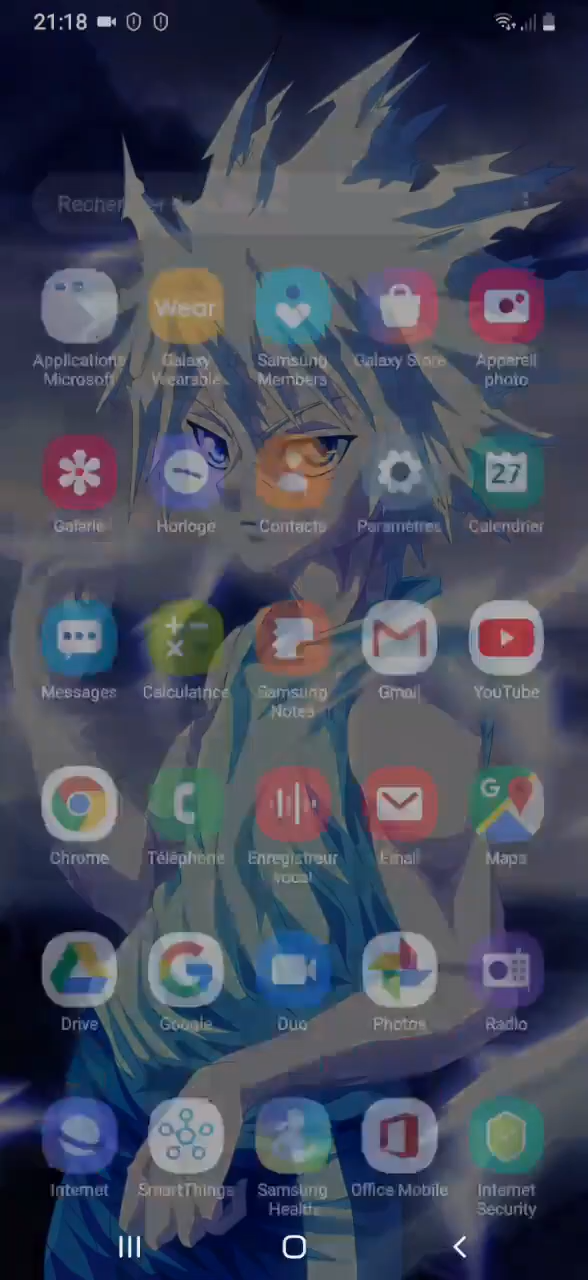 21:18
Rechercher
Wear
Applications Galaxy Samsung Galaxy Store Appareil
Microsoft Wearable Members photo
27
Galerie Horloge Contacts Paramètres Calendrier
Messages Calculatrice Samsung Gmail YouTube
Notes
G
Chrome Téléphone Enregistreur Email Maps
vocal
Drive Google Duo Photos Radio
Internet SmartThings Samsung Office Mobile Internet
Health Security